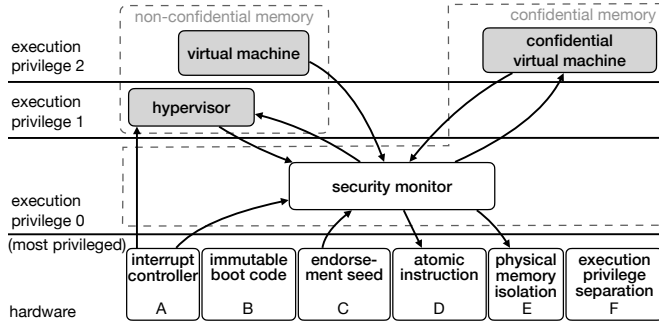 non-confidential memory
confidential memory
execution
privilege 2
virtual machine
confidential
virtual machine
execution
privilege 1
hypervisor
execution
privilege 0
security monitor
(most privileged)
interrupt
controller
A
immutable
boot code
B
endorse-
ment seed
C
atomic
instruction
D
physical
memory
isolation
E
execution
privilege
separation
F
hardware